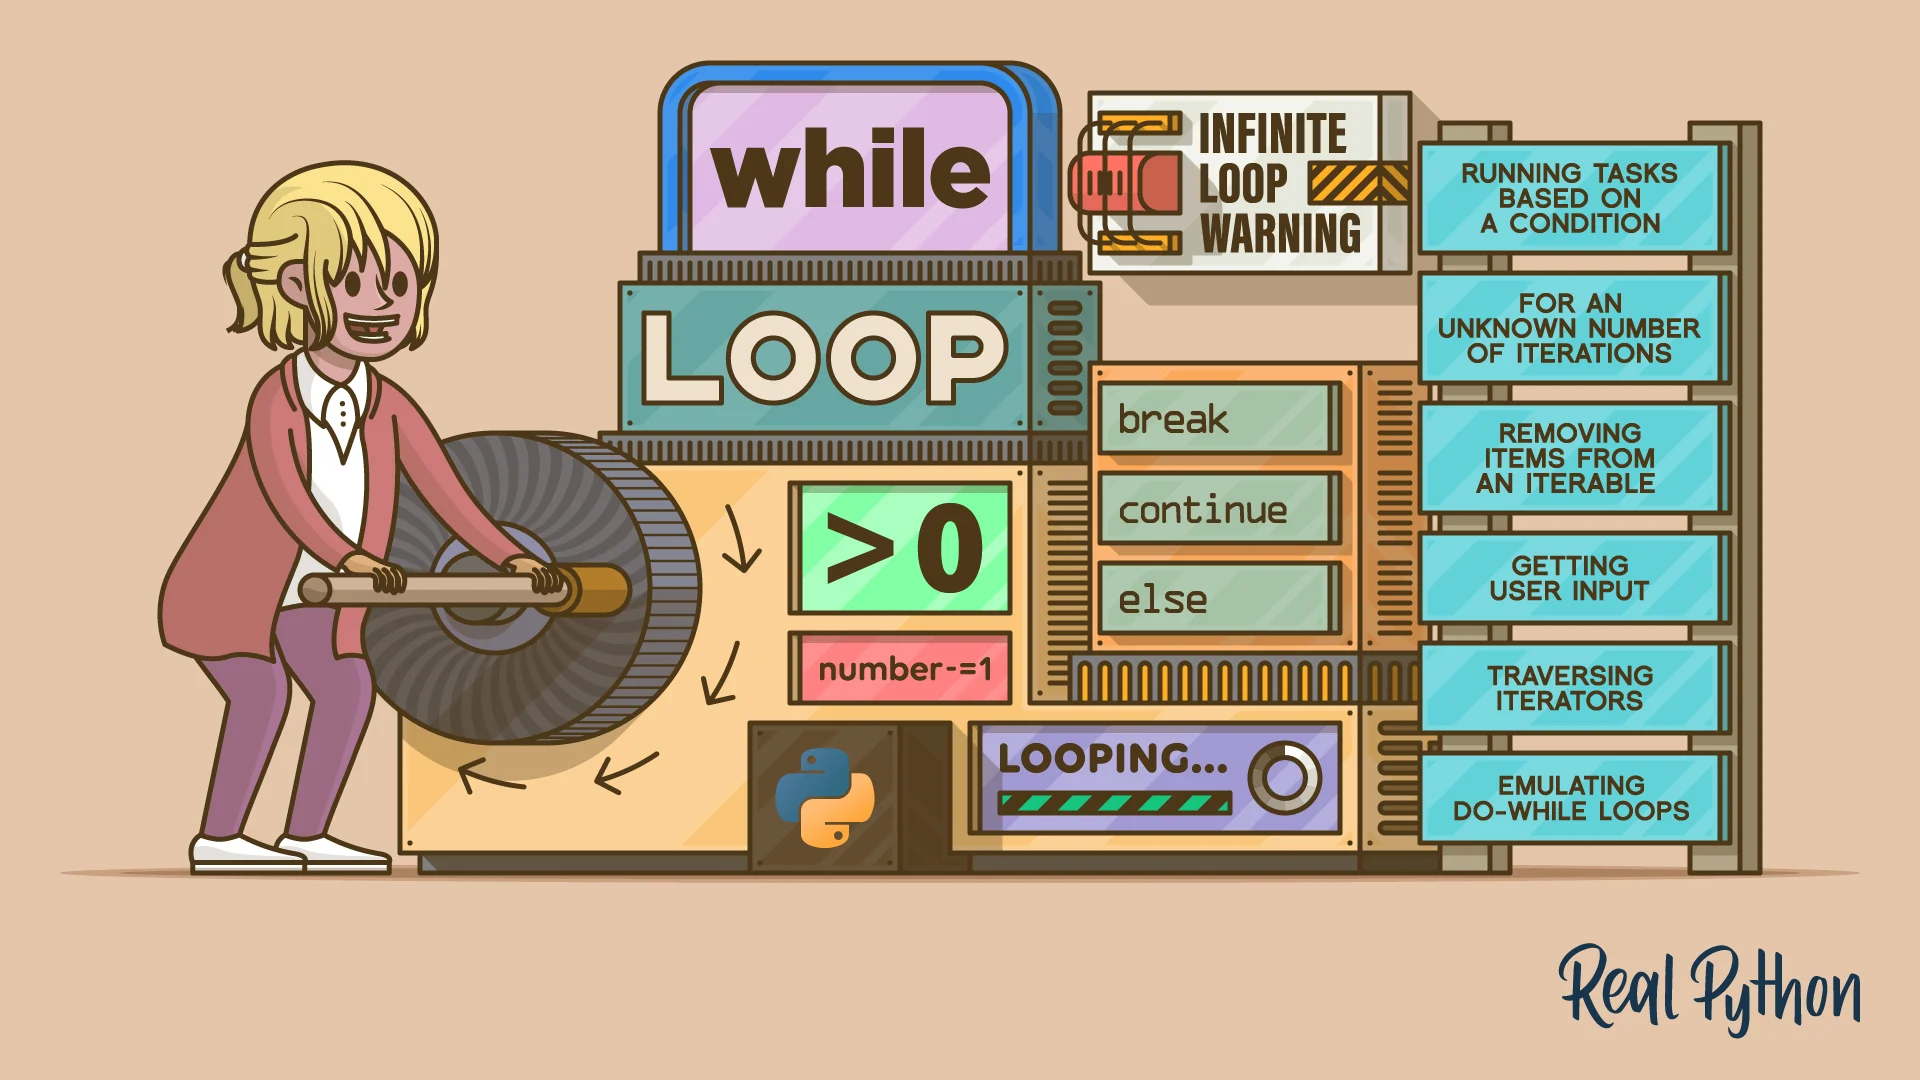 while
LOOP
INFINITE
LOOP
WARNING
> 0
number-=1
break
continue
else
LOOPING...
RUNNING TASKS
BASED ON
A CONDITION
FOR AN
UNKNOWN NUMBER
OF ITERATIONS
REMOVING
ITEMS FROM
AN ITERABLE
GETTING
USER INPUT
TRAVERSING
ITERATORS
EMULATING
DO-WHILE LOOPS
Real Python